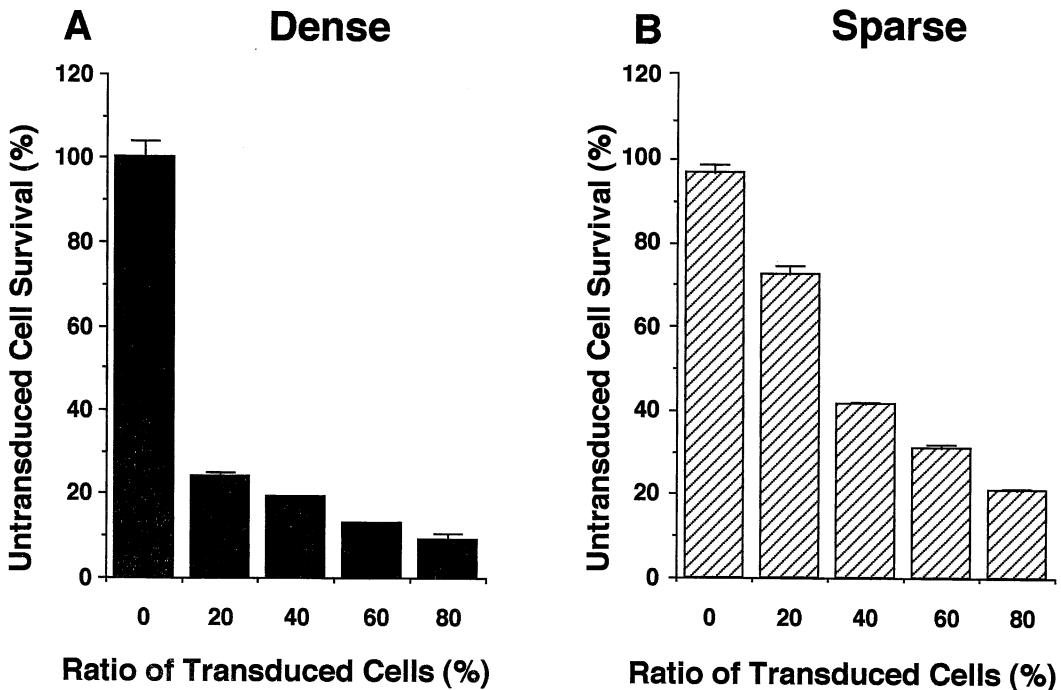 A Dense
Untransduced Cell Survival (%)
120
100
80
60
40
20
0
0 20 40 60 80
Ratio of Transduced Cells (%)
B Sparse
Untransduced Cell Survival (%)
120
100
80
60
40
20
0
0 20 40 60 80
Ratio of Transduced Cells (%)